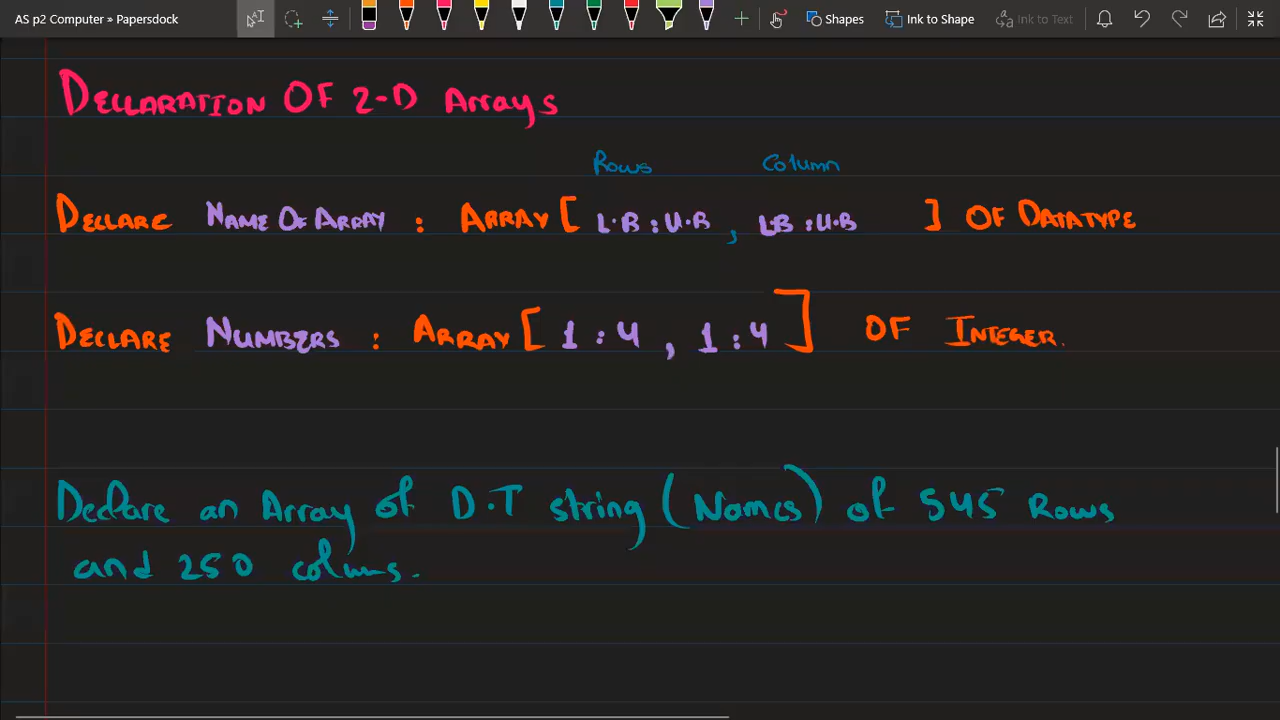 AS p2 Computer » Papersdock
Shapes
Ink to Shape
Ink to Text
DECLARATION OF 2-D Arrays
Rows Column
DECLARE NAME OF ARRAY : ARRAY [ L.B : U.B , LB : U.B ] OF DATATYPE
DECLARE NUMBERS : ARRAY [ 1 : 4 , 1 : 4 ] OF INTEGER.
Declare an Array of D.T string (Names) of 545 Rows
and 250 colums.